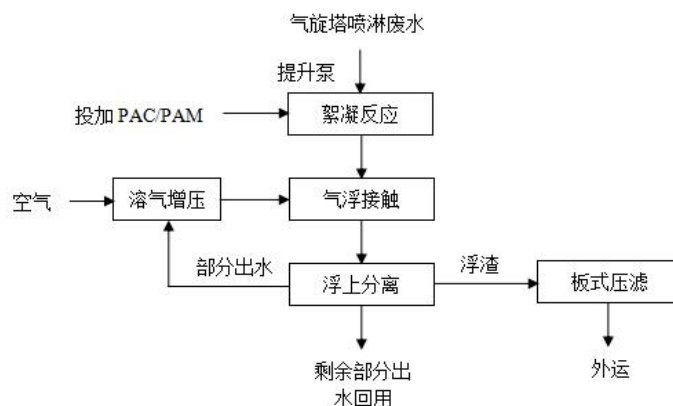 气旋塔喷淋废水
提升泵
投加 PAC/PAM
絮凝反应
空气
溶气增压
气浮接触
部分出水
浮上分离
浮渣
板式压滤
剩余部分出
水回用
外运